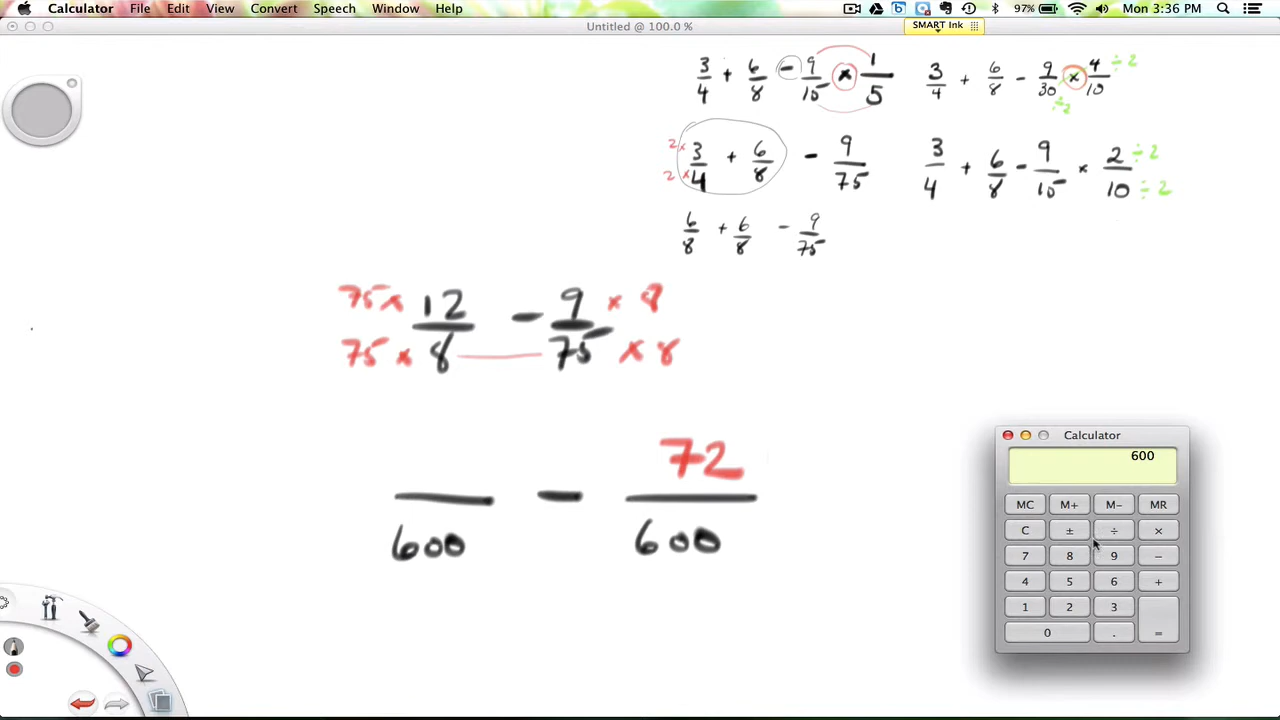 Calculator File Edit View Convert Speech Window Help 97% Mon 3:36 PM
Untitled @ 100.0 %
SMART Ink
3/4 + 6/8 - 9/15 × 1/5
3/4 + 6/8 - 9/30 × 4/10 ÷2 ÷2
2× 3/4 + 6/8 - 9/75
2×
3/4 + 6/8 - 9/15 × 2/10 ÷2 ÷2
6/8 + 6/8 - 9/75
75× 12 - 9 × 8
75× 8 75 × 8
72
-
600 600
Calculator
600
MC M+ M- MR
C ± ÷ ×
7 8 9 −
4 5 6 +
1 2 3
0 . =